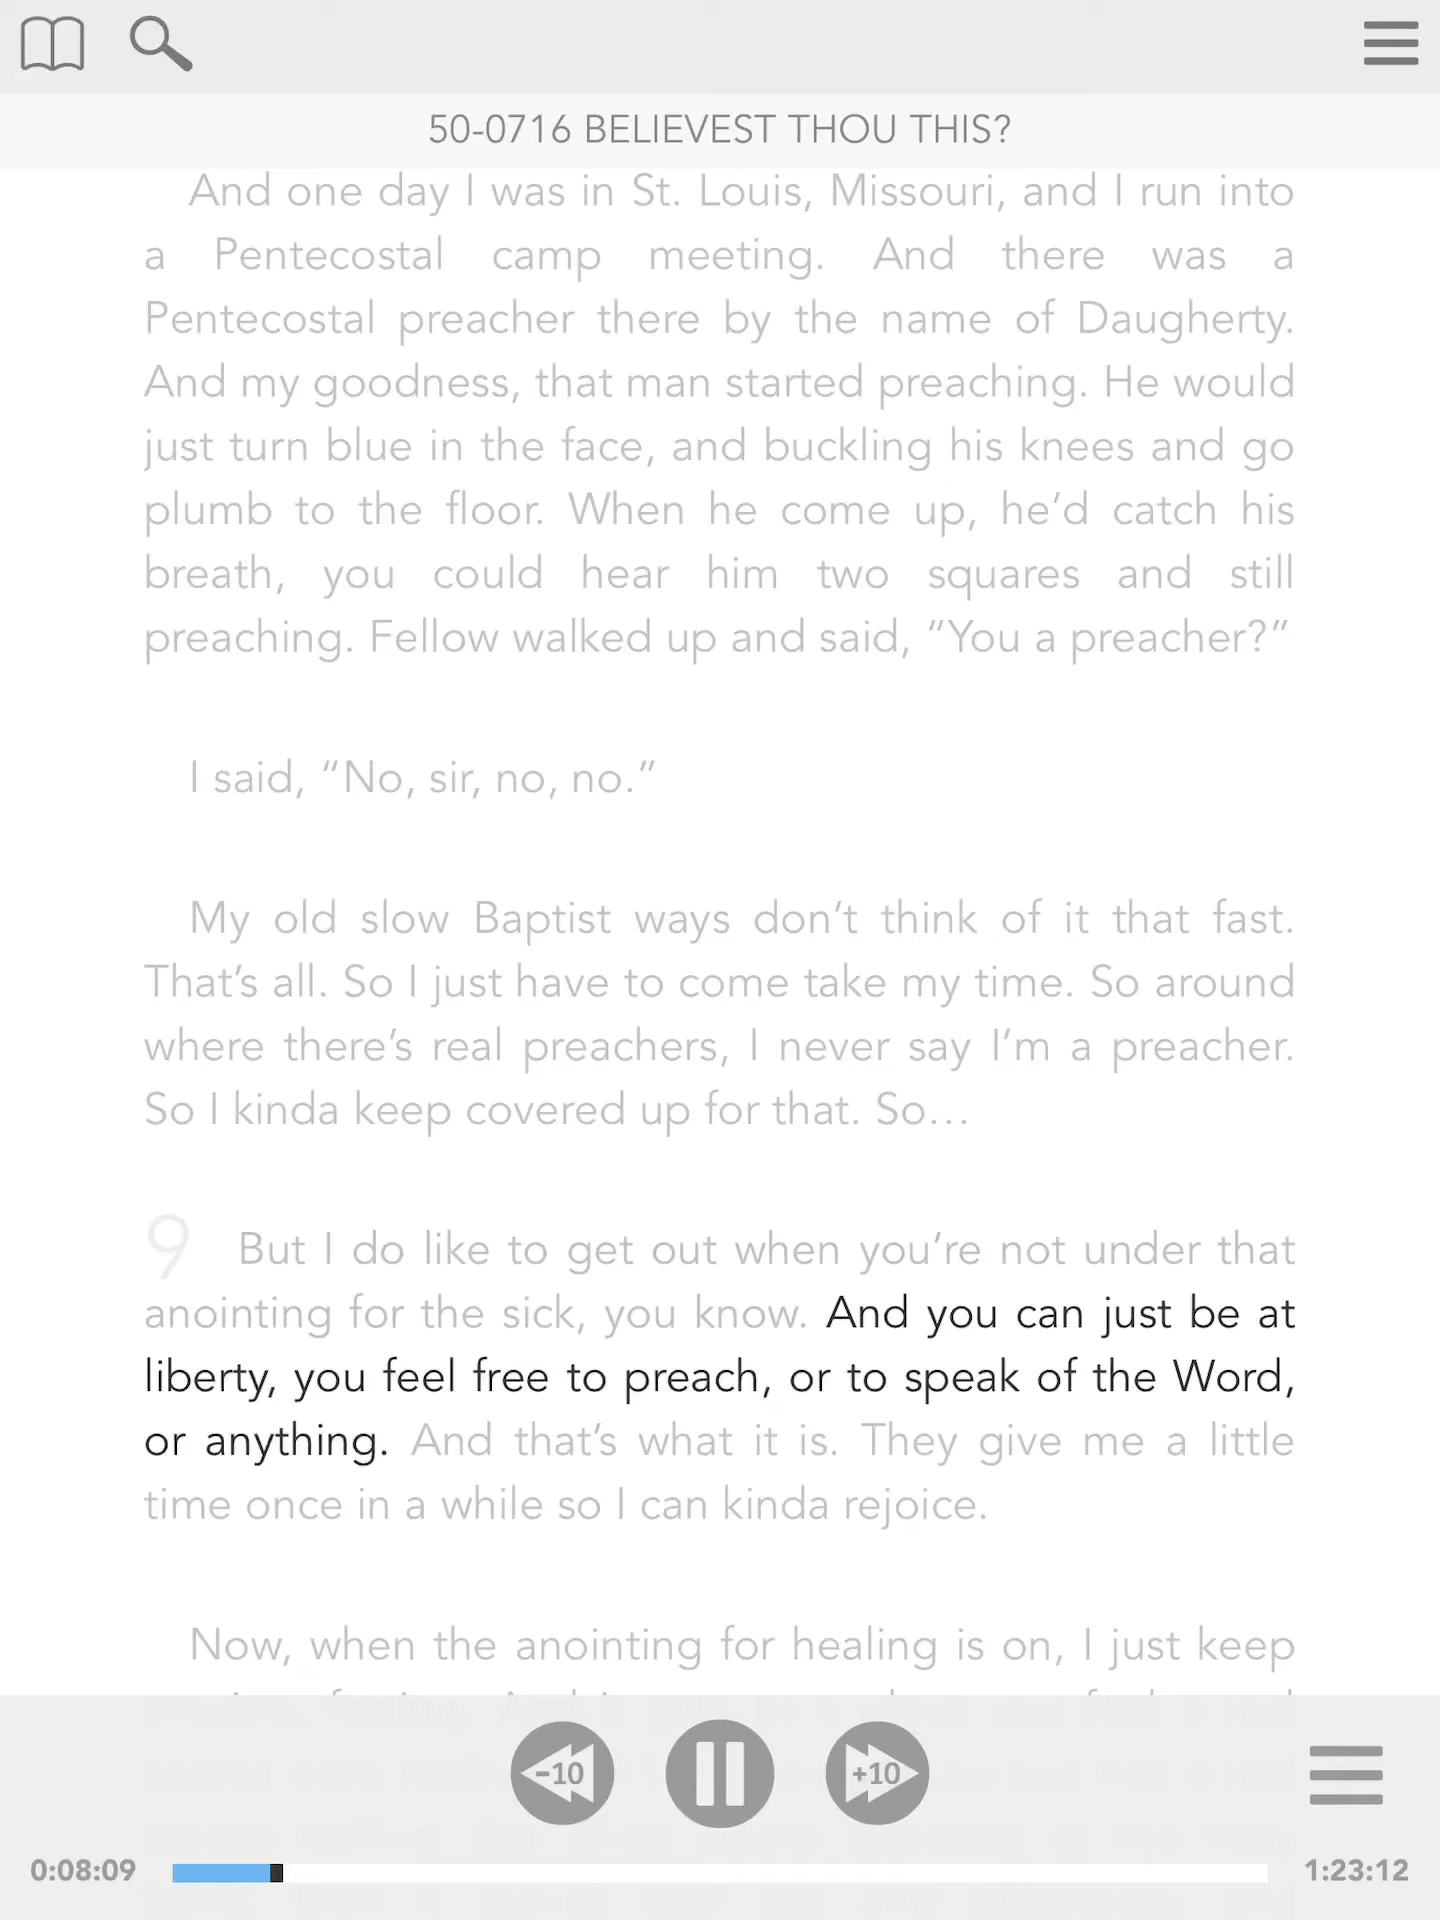 50-0716 BELIEVEST THOU THIS?
And one day I was in St. Louis, Missouri, and I run into
a Pentecostal camp meeting. And there was a
Pentecostal preacher there by the name of Daugherty.
And my goodness, that man started preaching. He would
just turn blue in the face, and buckling his knees and go
plumb to the floor. When he come up, he’d catch his
breath, you could hear him two squares and still
preaching. Fellow walked up and said, “You a preacher?”
I said, “No, sir, no, no.”
My old slow Baptist ways don’t think of it that fast.
That’s all. So I just have to come take my time. So around
where there’s real preachers, I never say I’m a preacher.
So I kinda keep covered up for that. So…
9 But I do like to get out when you’re not under that
anointing for the sick, you know. And you can just be at
liberty, you feel free to preach, or to speak of the Word,
or anything. And that’s what it is. They give me a little
time once in a while so I can kinda rejoice.
Now, when the anointing for healing is on, I just keep
-10 +10
0:08:09 1:23:12